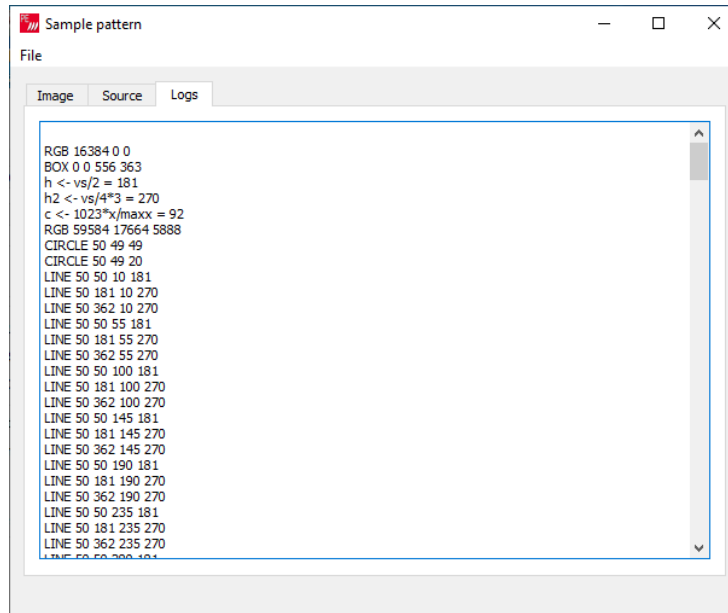 PE
m
Sample pattern
File
Image Source Logs
RGB 16384 0 0
BOX 0 0 556 363
h <- vs/2 = 181
h2 <- vs/4*3 = 270
c <- 1023*x/maxx = 92
RGB 59584 17664 5888
CIRCLE 50 49 49
CIRCLE 50 49 20
LINE 50 50 10 181
LINE 50 181 10 270
LINE 50 362 10 270
LINE 50 50 55 181
LINE 50 181 55 270
LINE 50 362 55 270
LINE 50 50 100 181
LINE 50 181 100 270
LINE 50 362 100 270
LINE 50 50 145 181
LINE 50 181 145 270
LINE 50 362 145 270
LINE 50 50 190 181
LINE 50 181 190 270
LINE 50 362 190 270
LINE 50 50 235 181
LINE 50 181 235 270
LINE 50 362 235 270
LINE 50 50 280 181